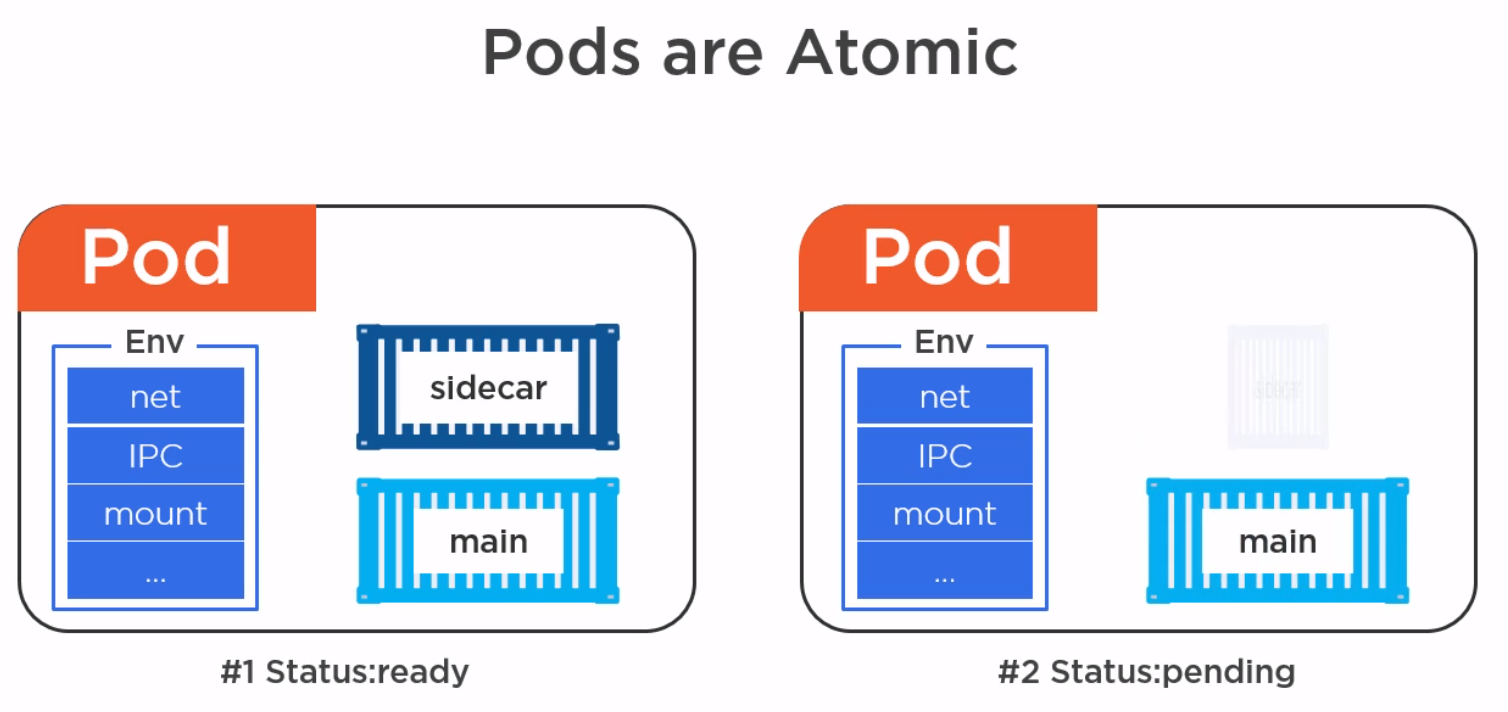 Pods are Atomic
Pod
Env
net
IPC
mount
...
sidecar
main
#1 Status:ready
Pod
Env
net
IPC
mount
...
main
#2 Status:pending